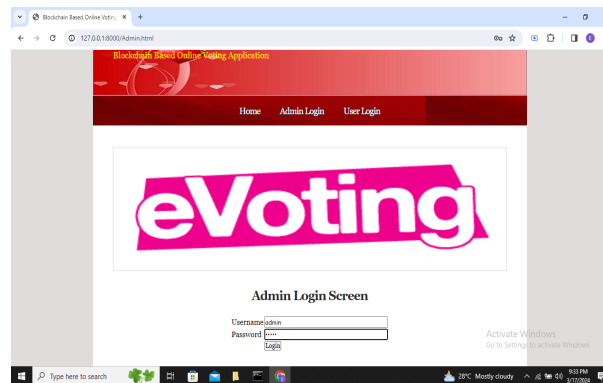 Blockchain Based Online Voting
127.0.0.1:8000/Admin.html
Blockchain Based Online Voting Application
Home Admin Login User Login
eVoting
Admin Login Screen
Username admin
Password •••••
Login
Activate Windows
Go to Settings to activate Windows.
Type here to search
28°C Mostly cloudy
9:33 PM
3/17/2024